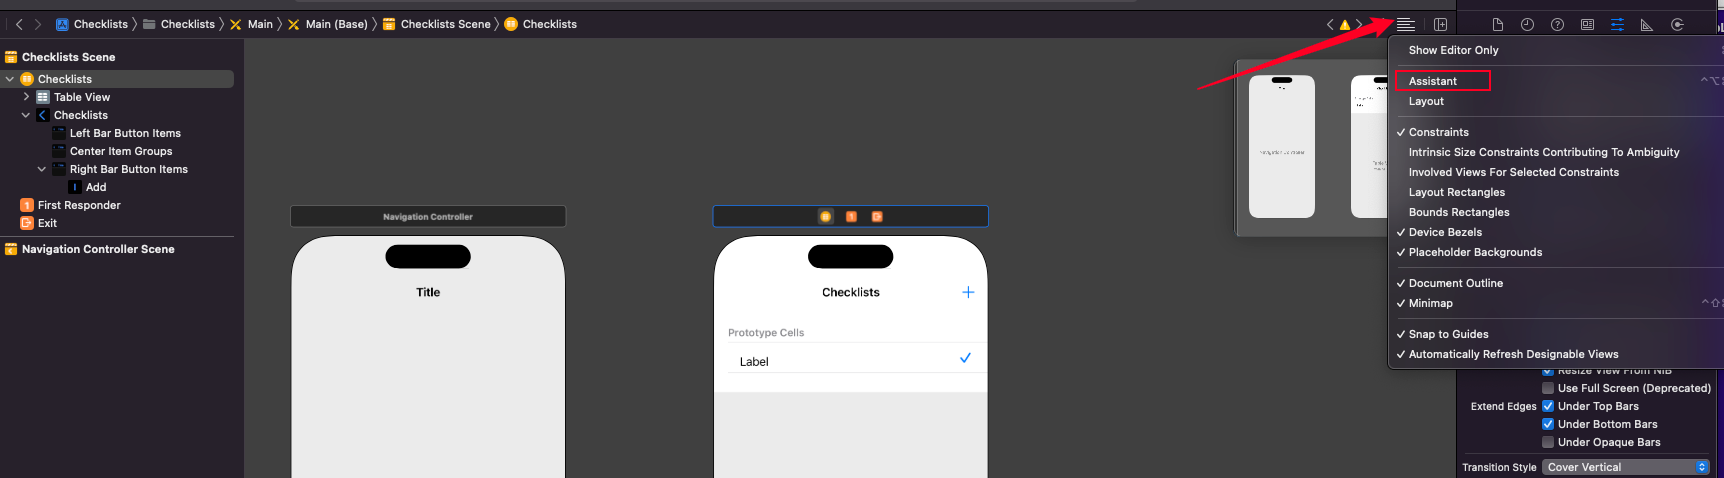 Checklists
Checklists
Main
Main (Base)
Checklists Scene
Checklists
Checklists Scene
Checklists
Table View
Checklists
Left Bar Button Items
Center Item Groups
Right Bar Button Items
Add
First Responder
Exit
Navigation Controller Scene
Navigation Controller
Title
Checklists
Prototype Cells
Label
Navigation Controller
Show Editor Only
Assistant
Layout
Constraints
Intrinsic Size Constraints Contributing To Ambiguity
Involved Views For Selected Constraints
Layout Rectangles
Bounds Rectangles
Device Bezels
Placeholder Backgrounds
Document Outline
Minimap
Snap to Guides
Automatically Refresh Designable Views
Resize View From NIB
Use Full Screen (Deprecated)
Extend Edges
Under Top Bars
Under Bottom Bars
Under Opaque Bars
Transition Style
Cover Vertical